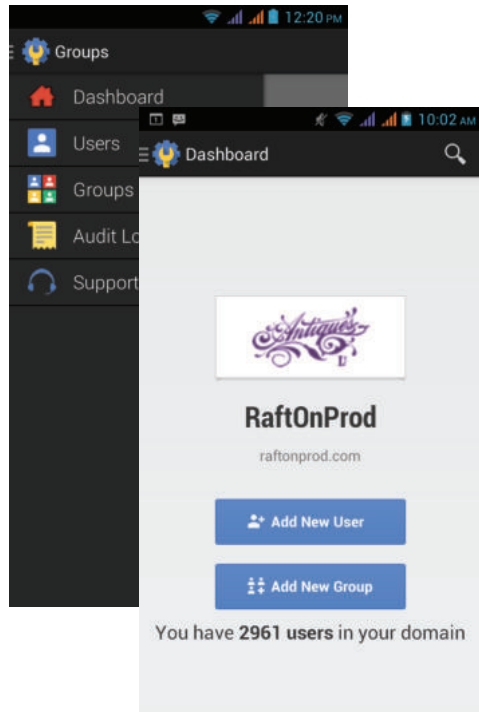 12:20 PM
Groups
Dashboard
Users
Groups
Audit Lo
Support
10:02 AM
Dashboard
Antiques
RaftOnProd
raftonprod.com
Add New User
Add New Group
You have 2961 users in your domain